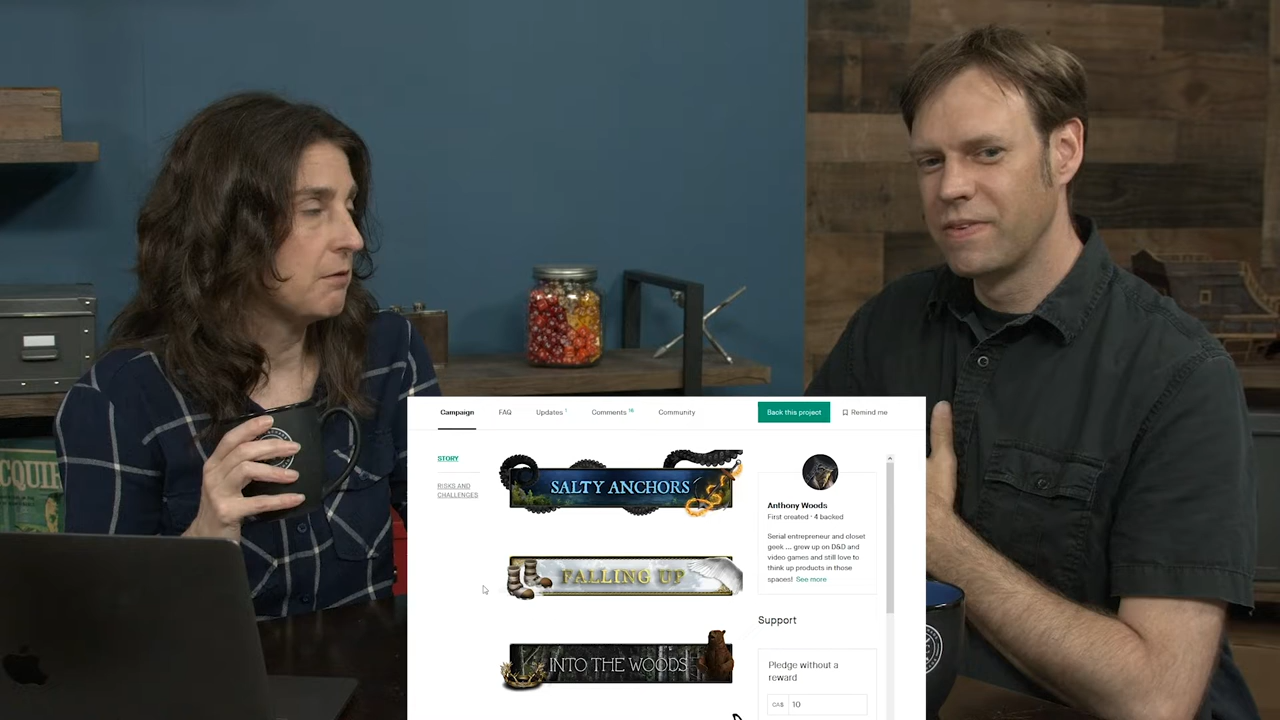 Campaign
FAQ
Updates 1
Comments 16
Community
Back this project
Remind me
STORY
RISKS AND
CHALLENGES
SALTY ANCHORS
FALLING UP
INTO THE WOODS
Anthony Woods
First created · 4 backed
Serial entrepreneur and closet
geek ... grew up on D&D and
video games and still love to
think up products in those
spaces! See more
Support
Pledge without a
reward
CA$ 10
ACQUIR